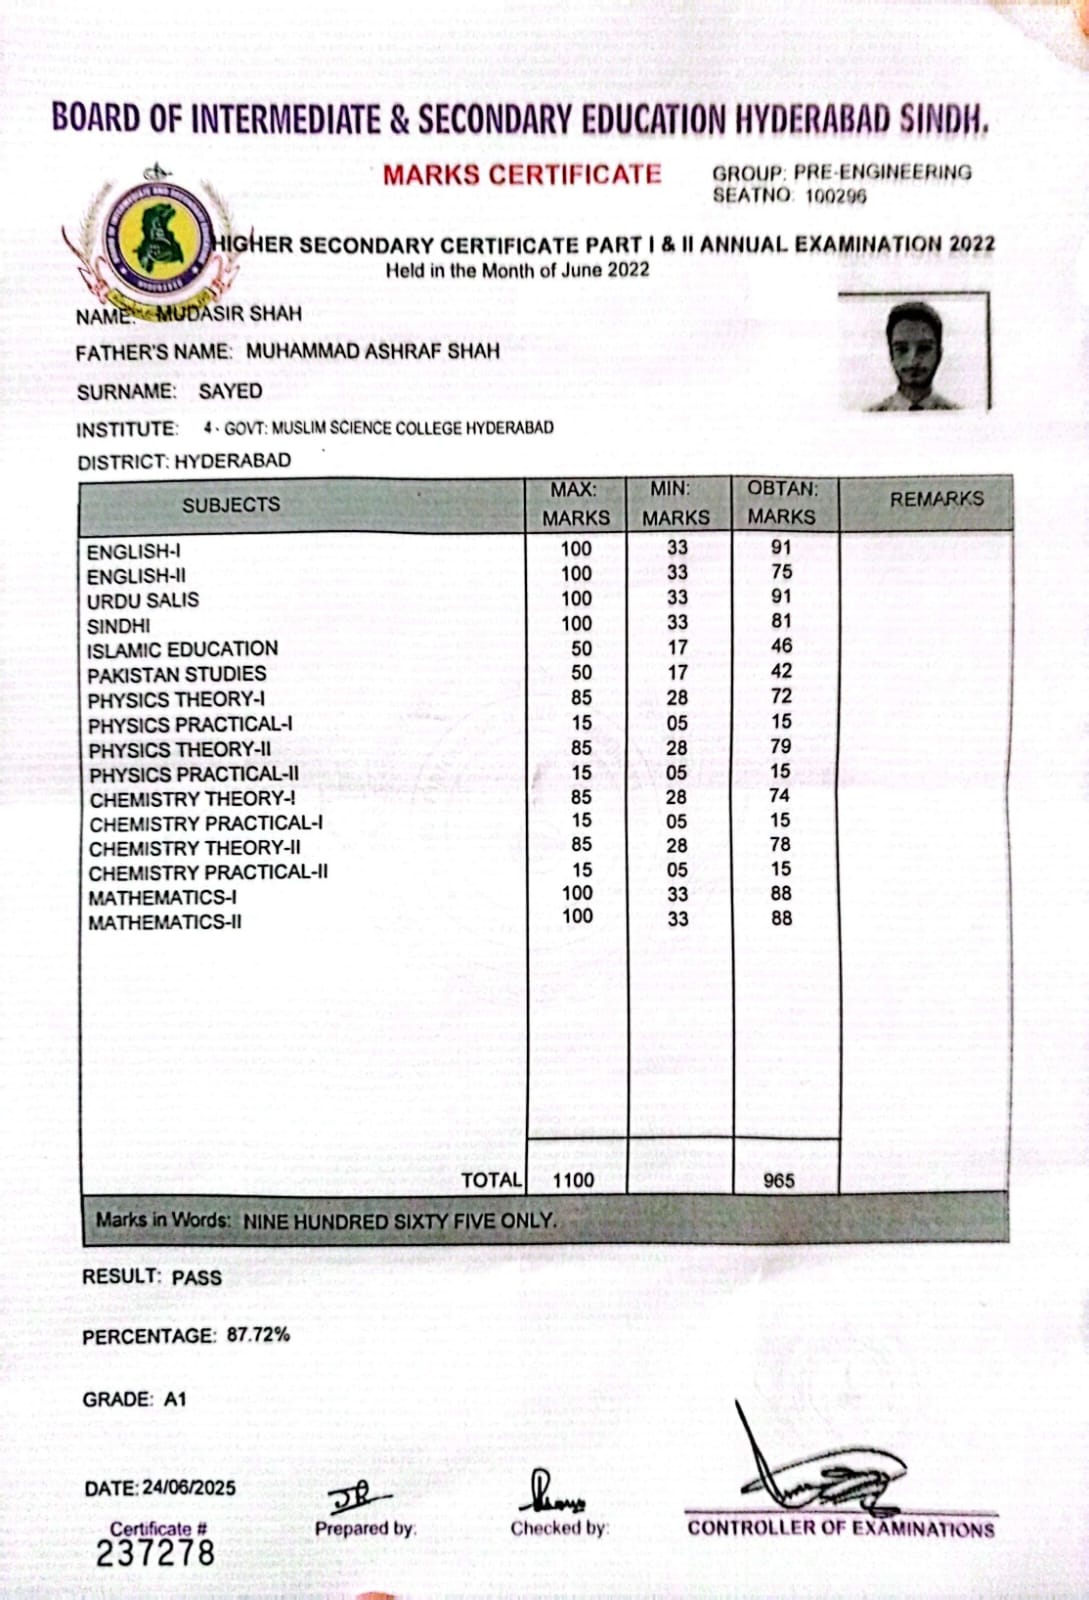 BOARD OF INTERMEDIATE & SECONDARY EDUCATION HYDERABAD SINDH.
MARKS CERTIFICATE
GROUP: PRE-ENGINEERING
SEATNO: 100296
HIGHER SECONDARY CERTIFICATE PART I & II ANNUAL EXAMINATION 2022
Held in the Month of June 2022
NAME: MUDASIR SHAH
FATHER'S NAME: MUHAMMAD ASHRAF SHAH
SURNAME: SAYED
INSTITUTE: 4 - GOVT: MUSLIM SCIENCE COLLEGE HYDERABAD
DISTRICT: HYDERABAD
SUBJECTS MAX: MARKS MIN: MARKS OBTAN: MARKS REMARKS
ENGLISH-I 100 33 91
ENGLISH-II 100 33 75
URDU SALIS 100 33 91
SINDHI 100 33 81
ISLAMIC EDUCATION 50 17 46
PAKISTAN STUDIES 50 17 42
PHYSICS THEORY-I 85 28 72
PHYSICS PRACTICAL-I 15 05 15
PHYSICS THEORY-II 85 28 79
PHYSICS PRACTICAL-II 15 05 15
CHEMISTRY THEORY-I 85 28 74
CHEMISTRY PRACTICAL-I 15 05 15
CHEMISTRY THEORY-II 85 28 78
CHEMISTRY PRACTICAL-II 15 05 15
MATHEMATICS-I 100 33 88
MATHEMATICS-II 100 33 88
TOTAL 1100 965
Marks in Words: NINE HUNDRED SIXTY FIVE ONLY.
RESULT: PASS
PERCENTAGE: 87.72%
GRADE: A1
DATE: 24/06/2025
Certificate #
237278
Prepared by:
Checked by:
CONTROLLER OF EXAMINATIONS